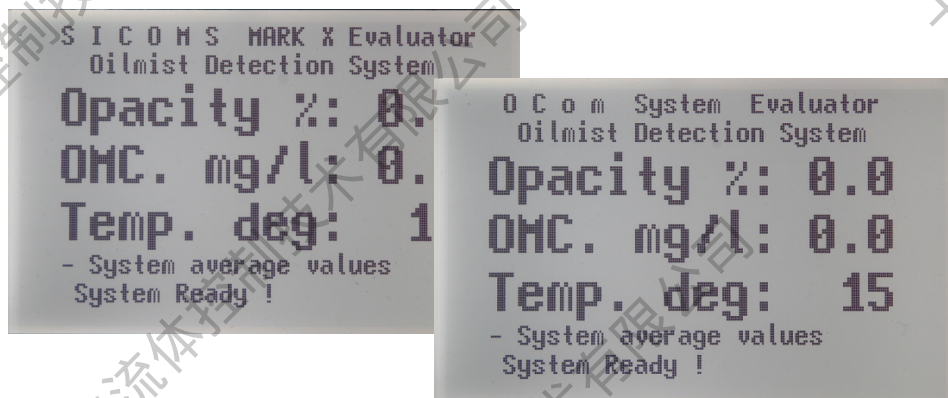 S I C O M S MARK X Evaluator
Oilmist Detection System
Opacity %: 0.
OMC. mg/l: 0.
Temp. deg: 1
- System average values
System Ready !
O C o m System Evaluator
Oilmist Detection System
Opacity %: 0.0
OMC. mg/l: 0.0
Temp. deg: 15
- System average values
System Ready !